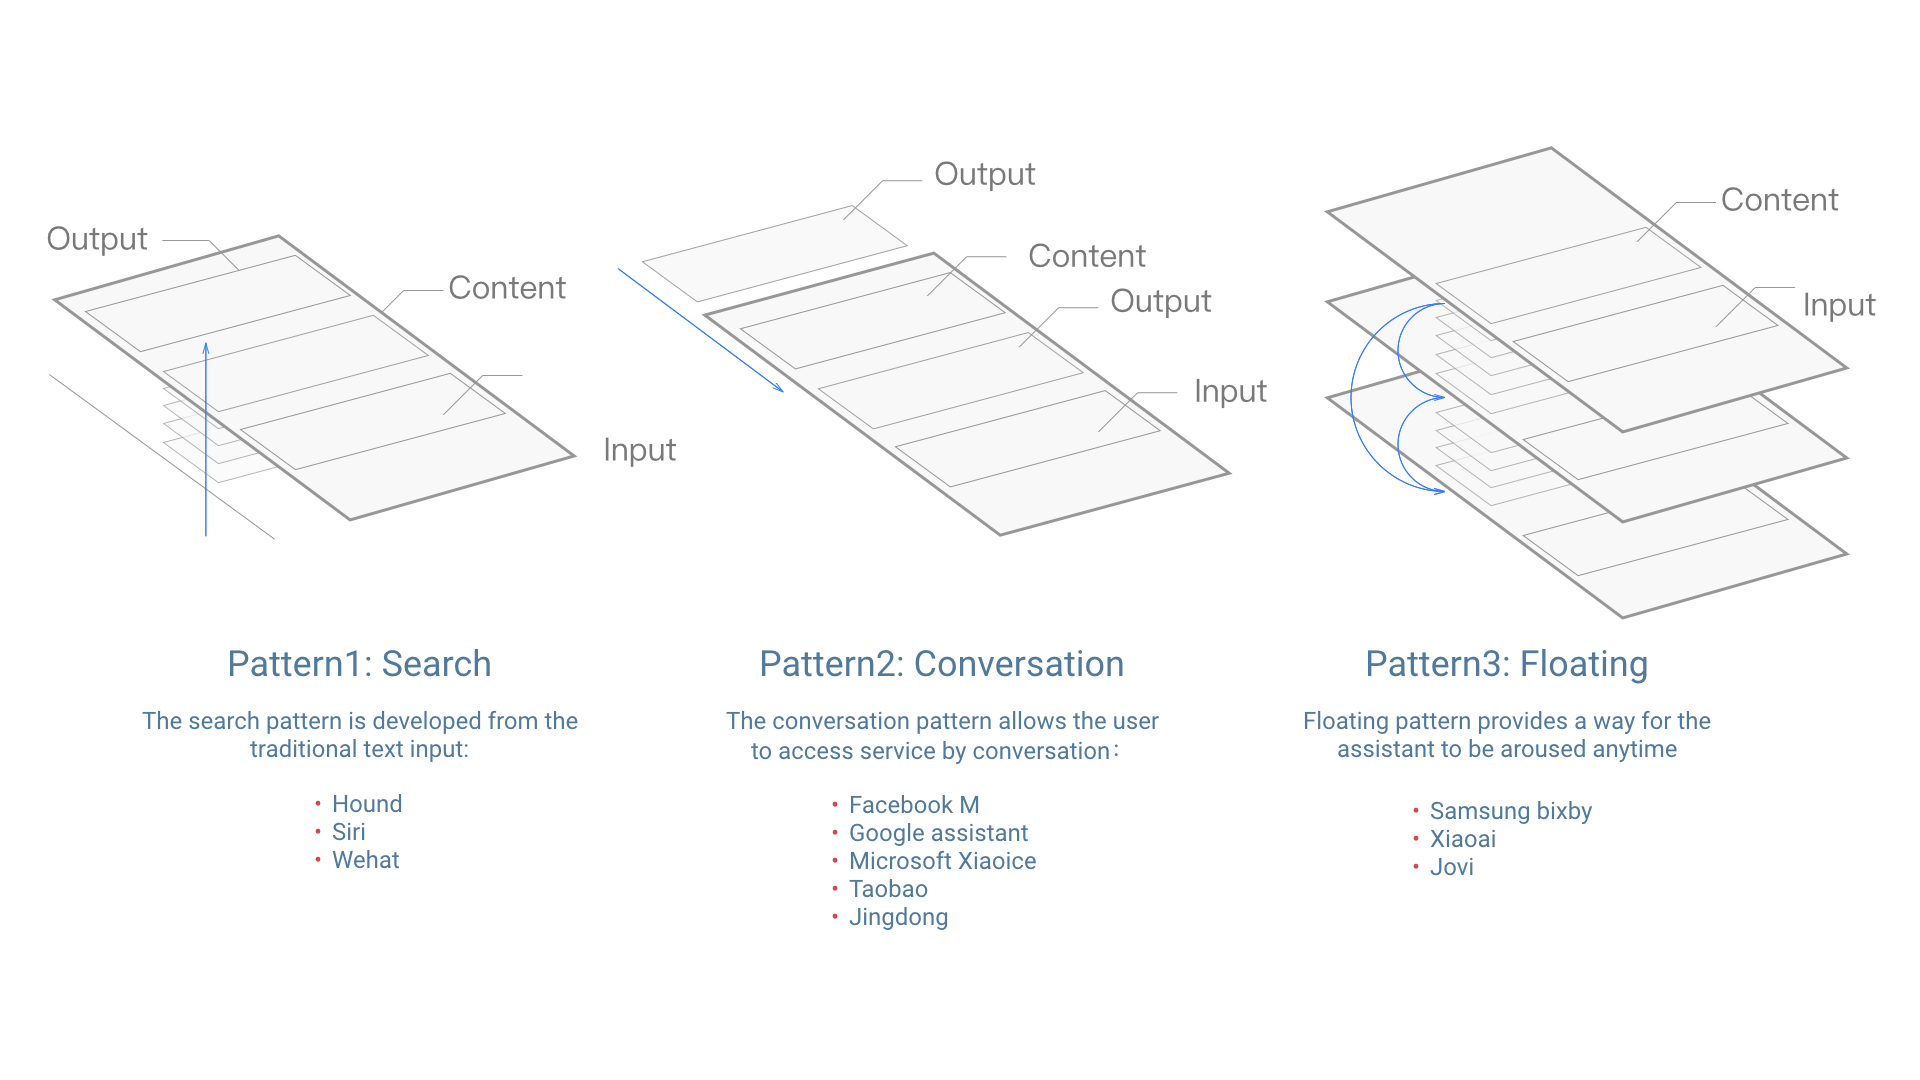 Output
Content
Input
Output
Content
Output
Input
Content
Input
Pattern1: Search
The search pattern is developed from the
traditional text input:
• Hound
• Siri
• Wehat
Pattern2: Conversation
The conversation pattern allows the user
to access service by conversation：
• Facebook M
• Google assistant
• Microsoft Xiaoice
• Taobao
• Jingdong
Pattern3: Floating
Floating pattern provides a way for the
assistant to be aroused anytime
• Samsung bixby
• Xiaoai
• Jovi